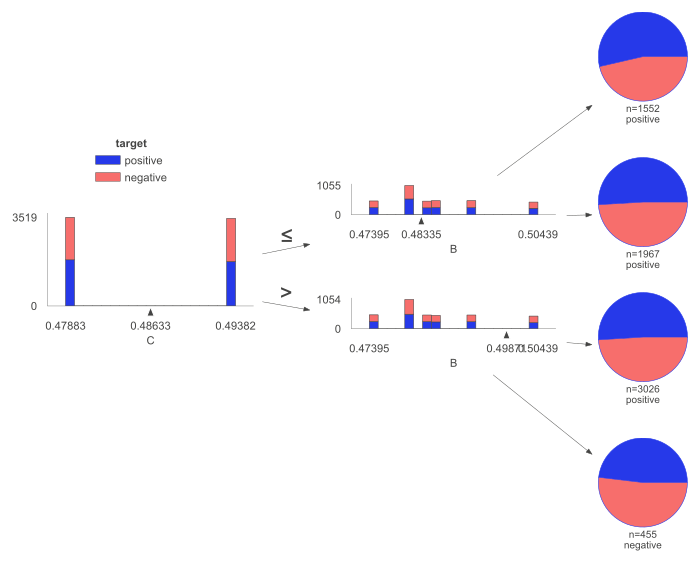 target
positive
negative
3519
0
0.47883
0.48633
0.49382
C
≤
>
1055
0
0.47395
0.48335
0.50439
B
1054
0
0.47395
0.49871
0.50439
B
n=1552
positive
n=1967
positive
n=3026
positive
n=455
negative